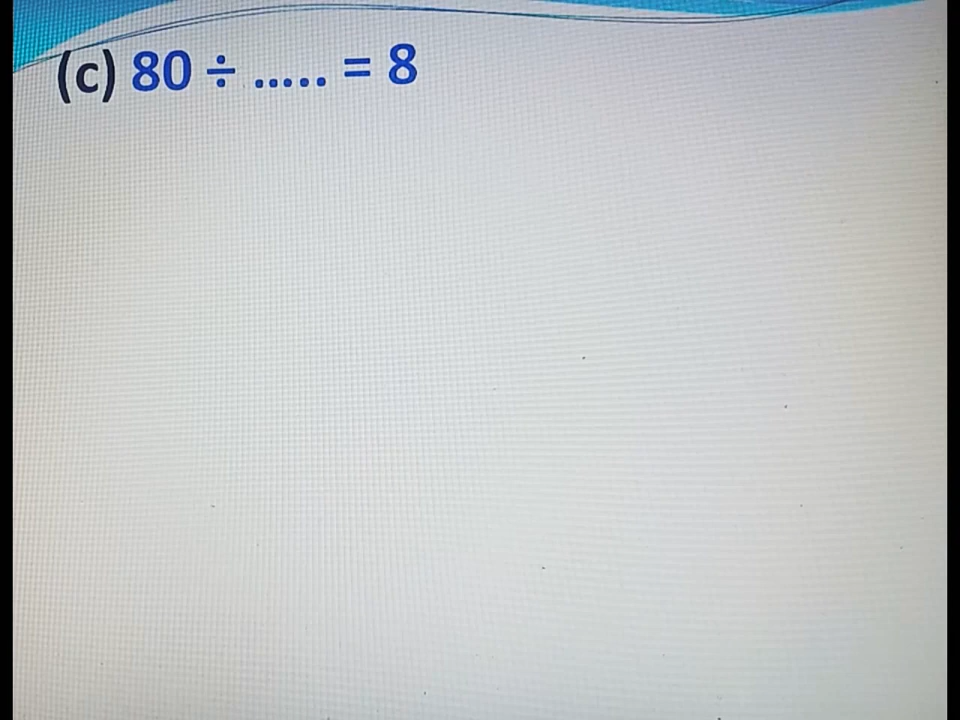 (c) 80 ÷ ..... = 8